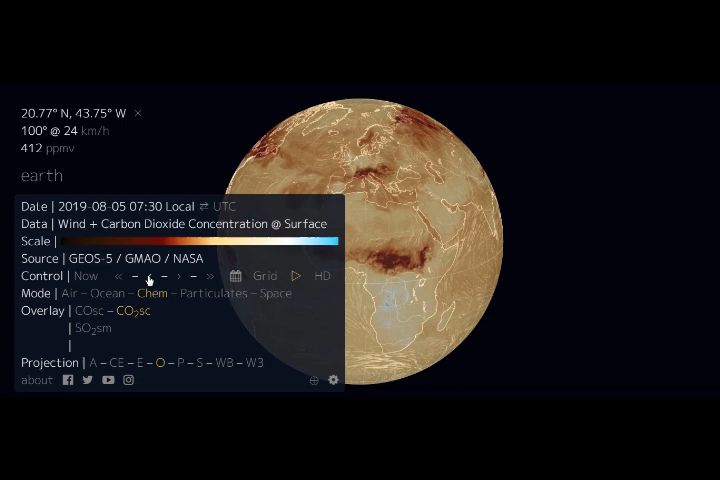 20.77° N, 43.75° W ×
100° @ 24 km/h
412 ppmv
earth
Date | 2019-08-05 07:30 Local ⇄ UTC
Data | Wind + Carbon Dioxide Concentration @ Surface
Scale |
Source | GEOS-5 / GMAO / NASA
Control | Now « – ‹ – › – » Grid ▷ HD
Mode | Air – Ocean – Chem – Particulates – Space
Overlay | COsc – CO₂sc
| SO₂sm
|
Projection | A – CE – E – O – P – S – WB – W3
about